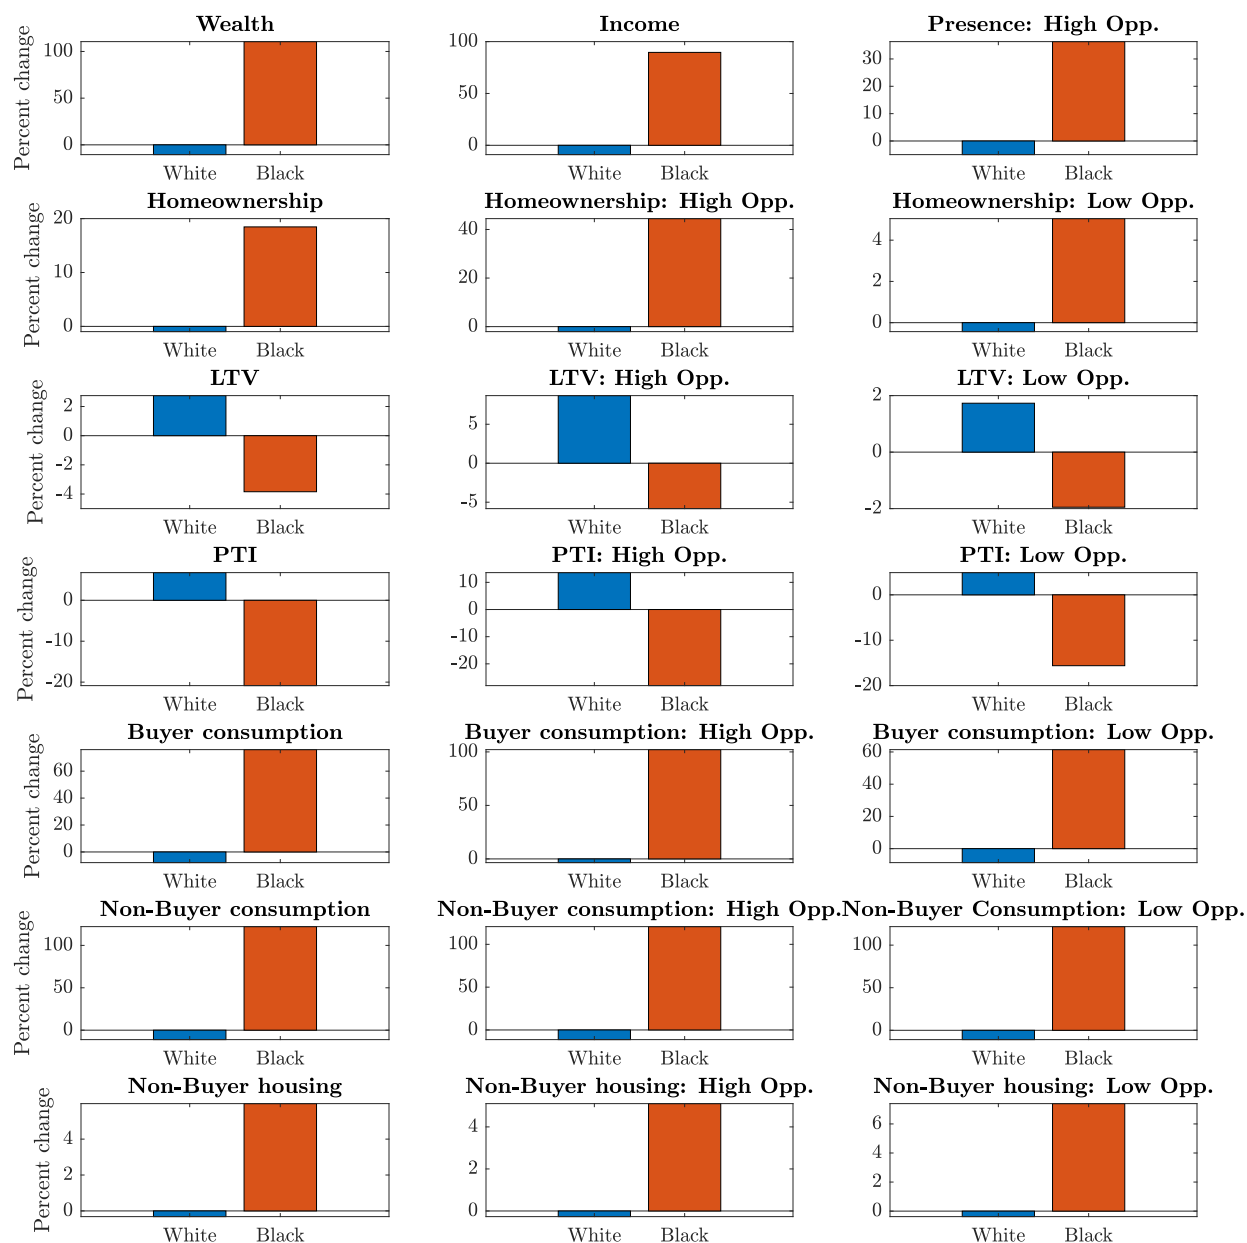 Wealth Income Presence: High Opp.
Percent change
100
50
0
White Black
100
50
0
White Black
30
20
10
0
White Black
Homeownership Homeownership: High Opp. Homeownership: Low Opp.
Percent change
20
10
0
White Black
40
20
0
White Black
4
2
0
White Black
LTV LTV: High Opp. LTV: Low Opp.
Percent change
2
0
-2
-4
White Black
5
0
-5
White Black
2
0
-2
White Black
PTI PTI: High Opp. PTI: Low Opp.
Percent change
0
-10
-20
White Black
10
0
-10
-20
White Black
0
-10
-20
White Black
Buyer consumption Buyer consumption: High Opp. Buyer consumption: Low Opp.
Percent change
60
40
20
0
White Black
100
50
0
White Black
60
40
20
0
White Black
Non-Buyer consumption Non-Buyer consumption: High Opp. Non-Buyer Consumption: Low Opp.
Percent change
100
50
0
White Black
100
50
0
White Black
100
50
0
White Black
Non-Buyer housing Non-Buyer housing: High Opp. Non-Buyer housing: Low Opp.
Percent change
4
2
0
White Black
4
2
0
White Black
6
4
2
0
White Black